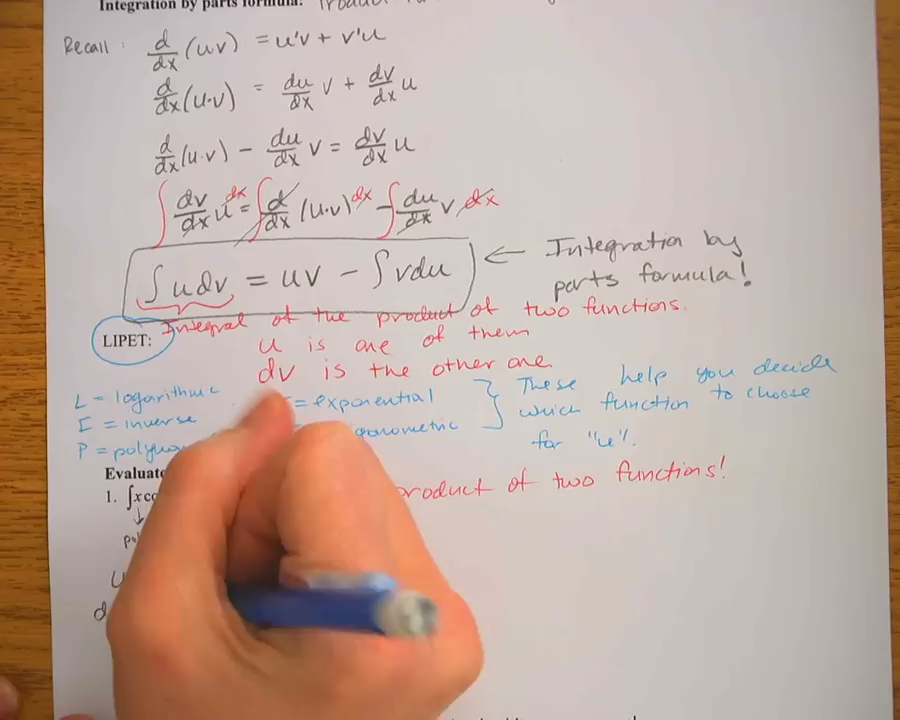 Integration by parts formula:
Recall: d/dx (uv) = u'v + v'u
d/dx (u·v) = du/dx v + dv/dx u
d/dx (u·v) - du/dx v = dv/dx u
∫ dv/dx u dx = ∫ d/dx (u·v) dx - ∫ du/dx v dx
∫ u dv = uv - ∫ v du ← Integration by
parts formula!
Integral of the product of two functions.
LIPET:
u is one of them
dv is the other one
L = logarithmic = exponential } These help you decide
I = inverse which function to choose
P = for "u".
product of two functions!
1. ∫x